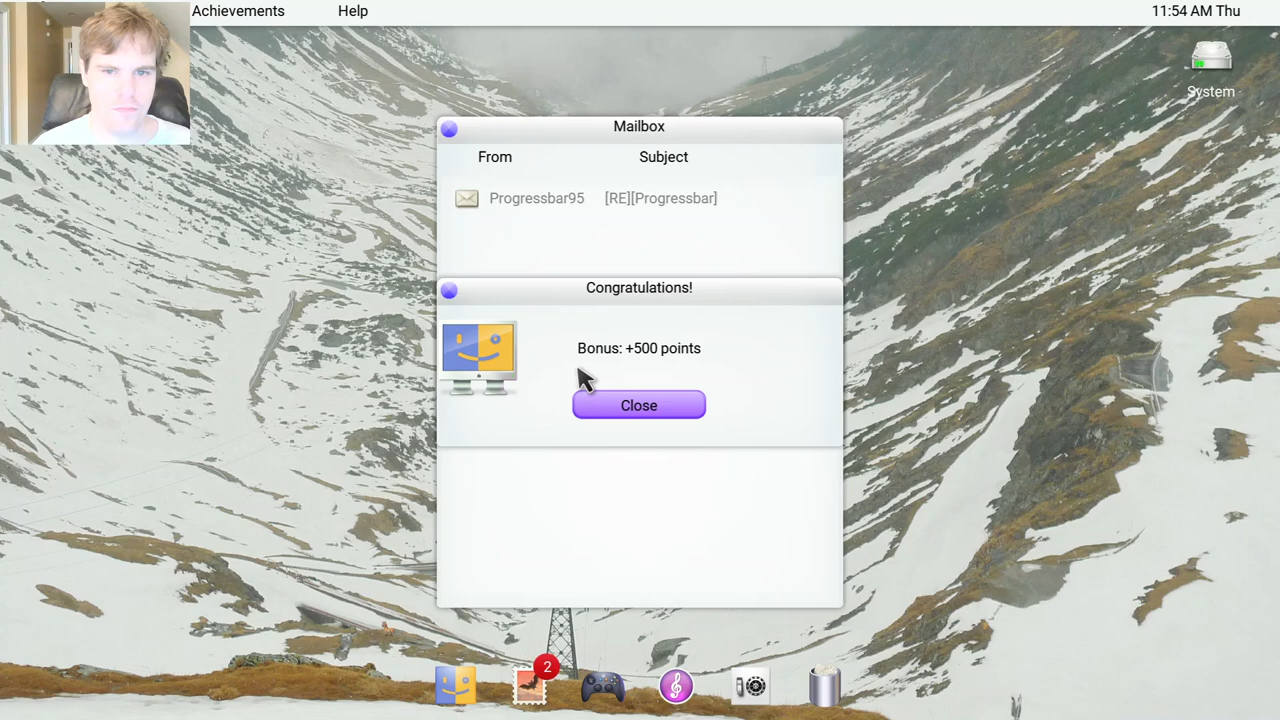 Achievements Help 11:54 AM Thu
System
Mailbox
From Subject
Progressbar95 [RE][Progressbar]
Congratulations!
Bonus: +500 points
Close
2